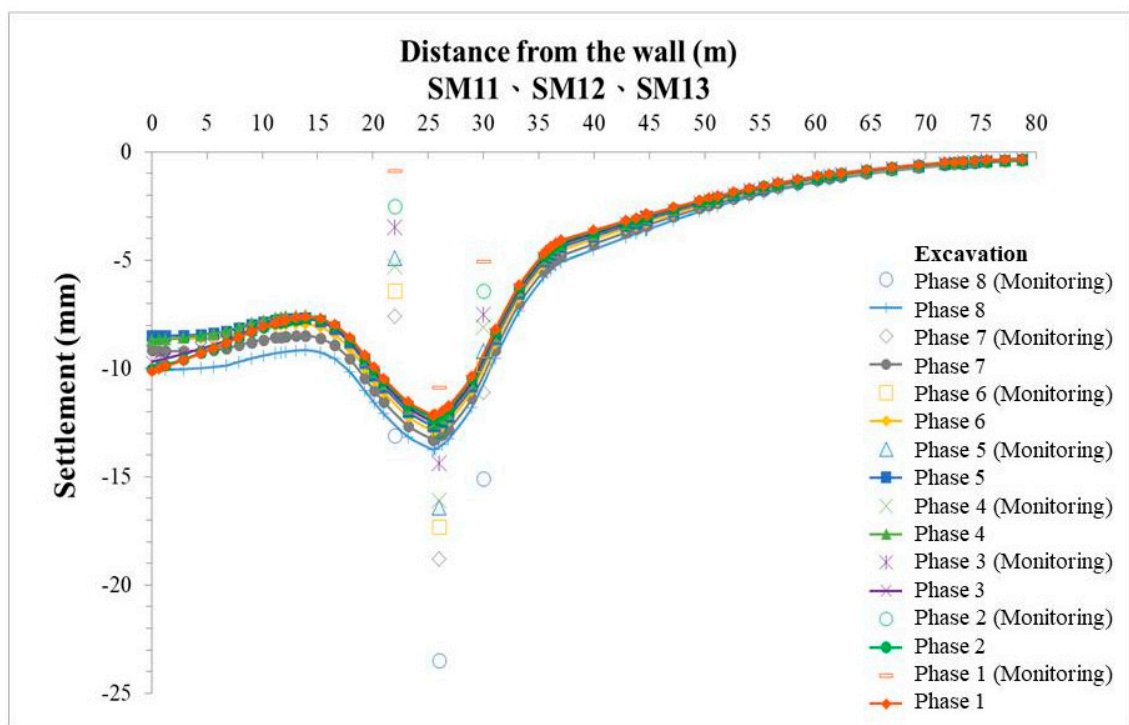 Distance from the wall (m)
SM11、SM12、SM13
0 5 10 15 20 25 30 35 40 45 50 55 60 65 70 75 80
Settlement (mm)
0
-5
-10
-15
-20
-25
Excavation
Phase 8 (Monitoring)
Phase 8
Phase 7 (Monitoring)
Phase 7
Phase 6 (Monitoring)
Phase 6
Phase 5 (Monitoring)
Phase 5
Phase 4 (Monitoring)
Phase 4
Phase 3 (Monitoring)
Phase 3
Phase 2 (Monitoring)
Phase 2
Phase 1 (Monitoring)
Phase 1